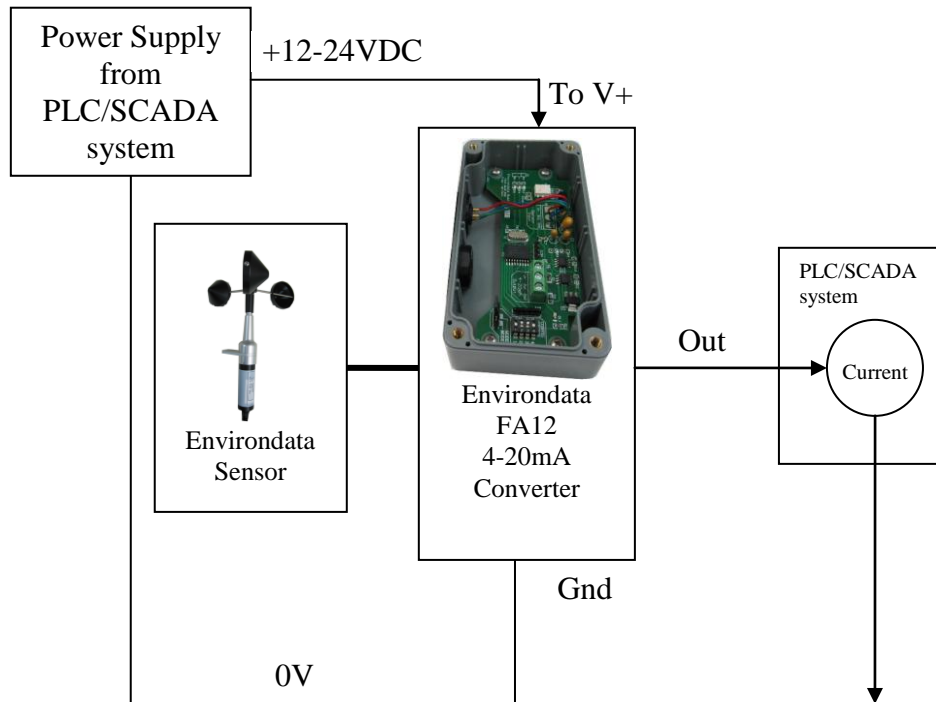 Power Supply
from
PLC/SCADA
system
+12-24VDC
To V+
PLC/SCADA
system
Out
Current
Environdata
FA12
4-20mA
Converter
Environdata
Sensor
Gnd
0V